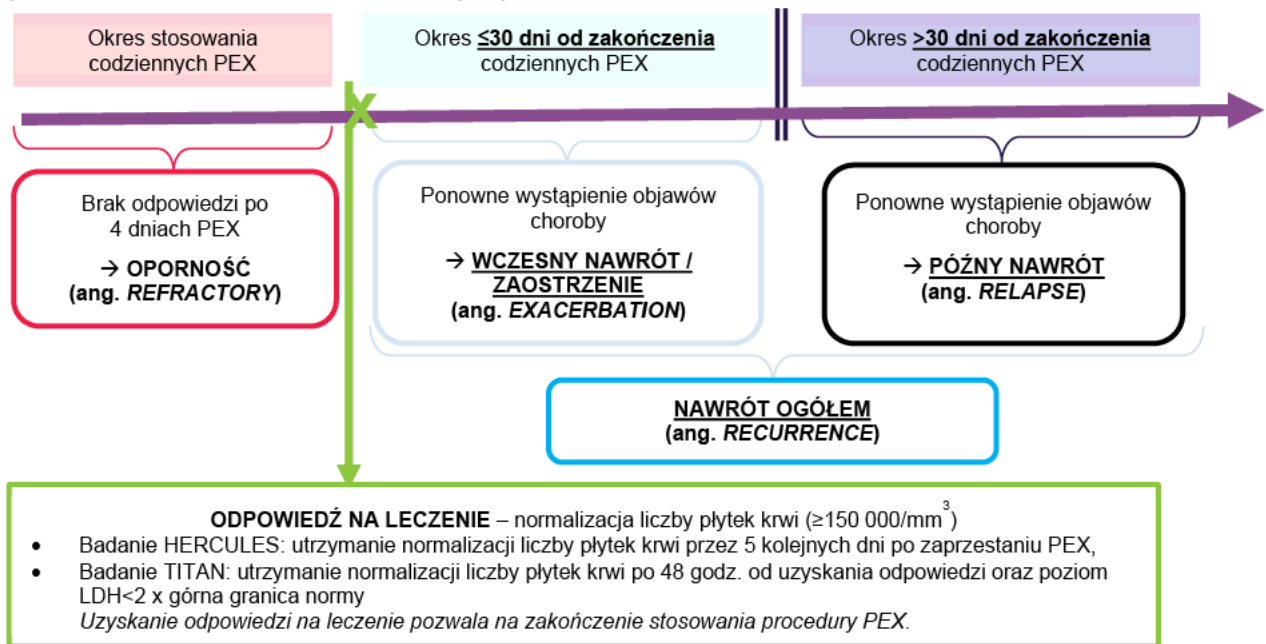 Okres stosowania
codziennych PEX
Okres ≤30 dni od zakończenia
codziennych PEX
Okres >30 dni od zakończenia
codziennych PEX
X
Brak odpowiedzi po
4 dniach PEX
→ OPORNOŚĆ
(ang. REFRACTORY)
Ponowne wystąpienie objawów
choroby
→ WCZESNY NAWRÓT /
ZAOSTRZENIE
(ang. EXACERBATION)
Ponowne wystąpienie objawów
choroby
→ PÓŹNY NAWRÓT
(ang. RELAPSE)
NAWRÓT OGÓŁEM
(ang. RECURRENCE)
ODPOWIEDŹ NA LECZENIE – normalizacja liczby płytek krwi (≥150 000/mm³)
• Badanie HERCULES: utrzymanie normalizacji liczby płytek krwi przez 5 kolejnych dni po zaprzestaniu PEX,
• Badanie TITAN: utrzymanie normalizacji liczby płytek krwi po 48 godz. od uzyskania odpowiedzi oraz poziom
LDH<2 x górna granica normy
Uzyskanie odpowiedzi na leczenie pozwala na zakończenie stosowania procedury PEX.